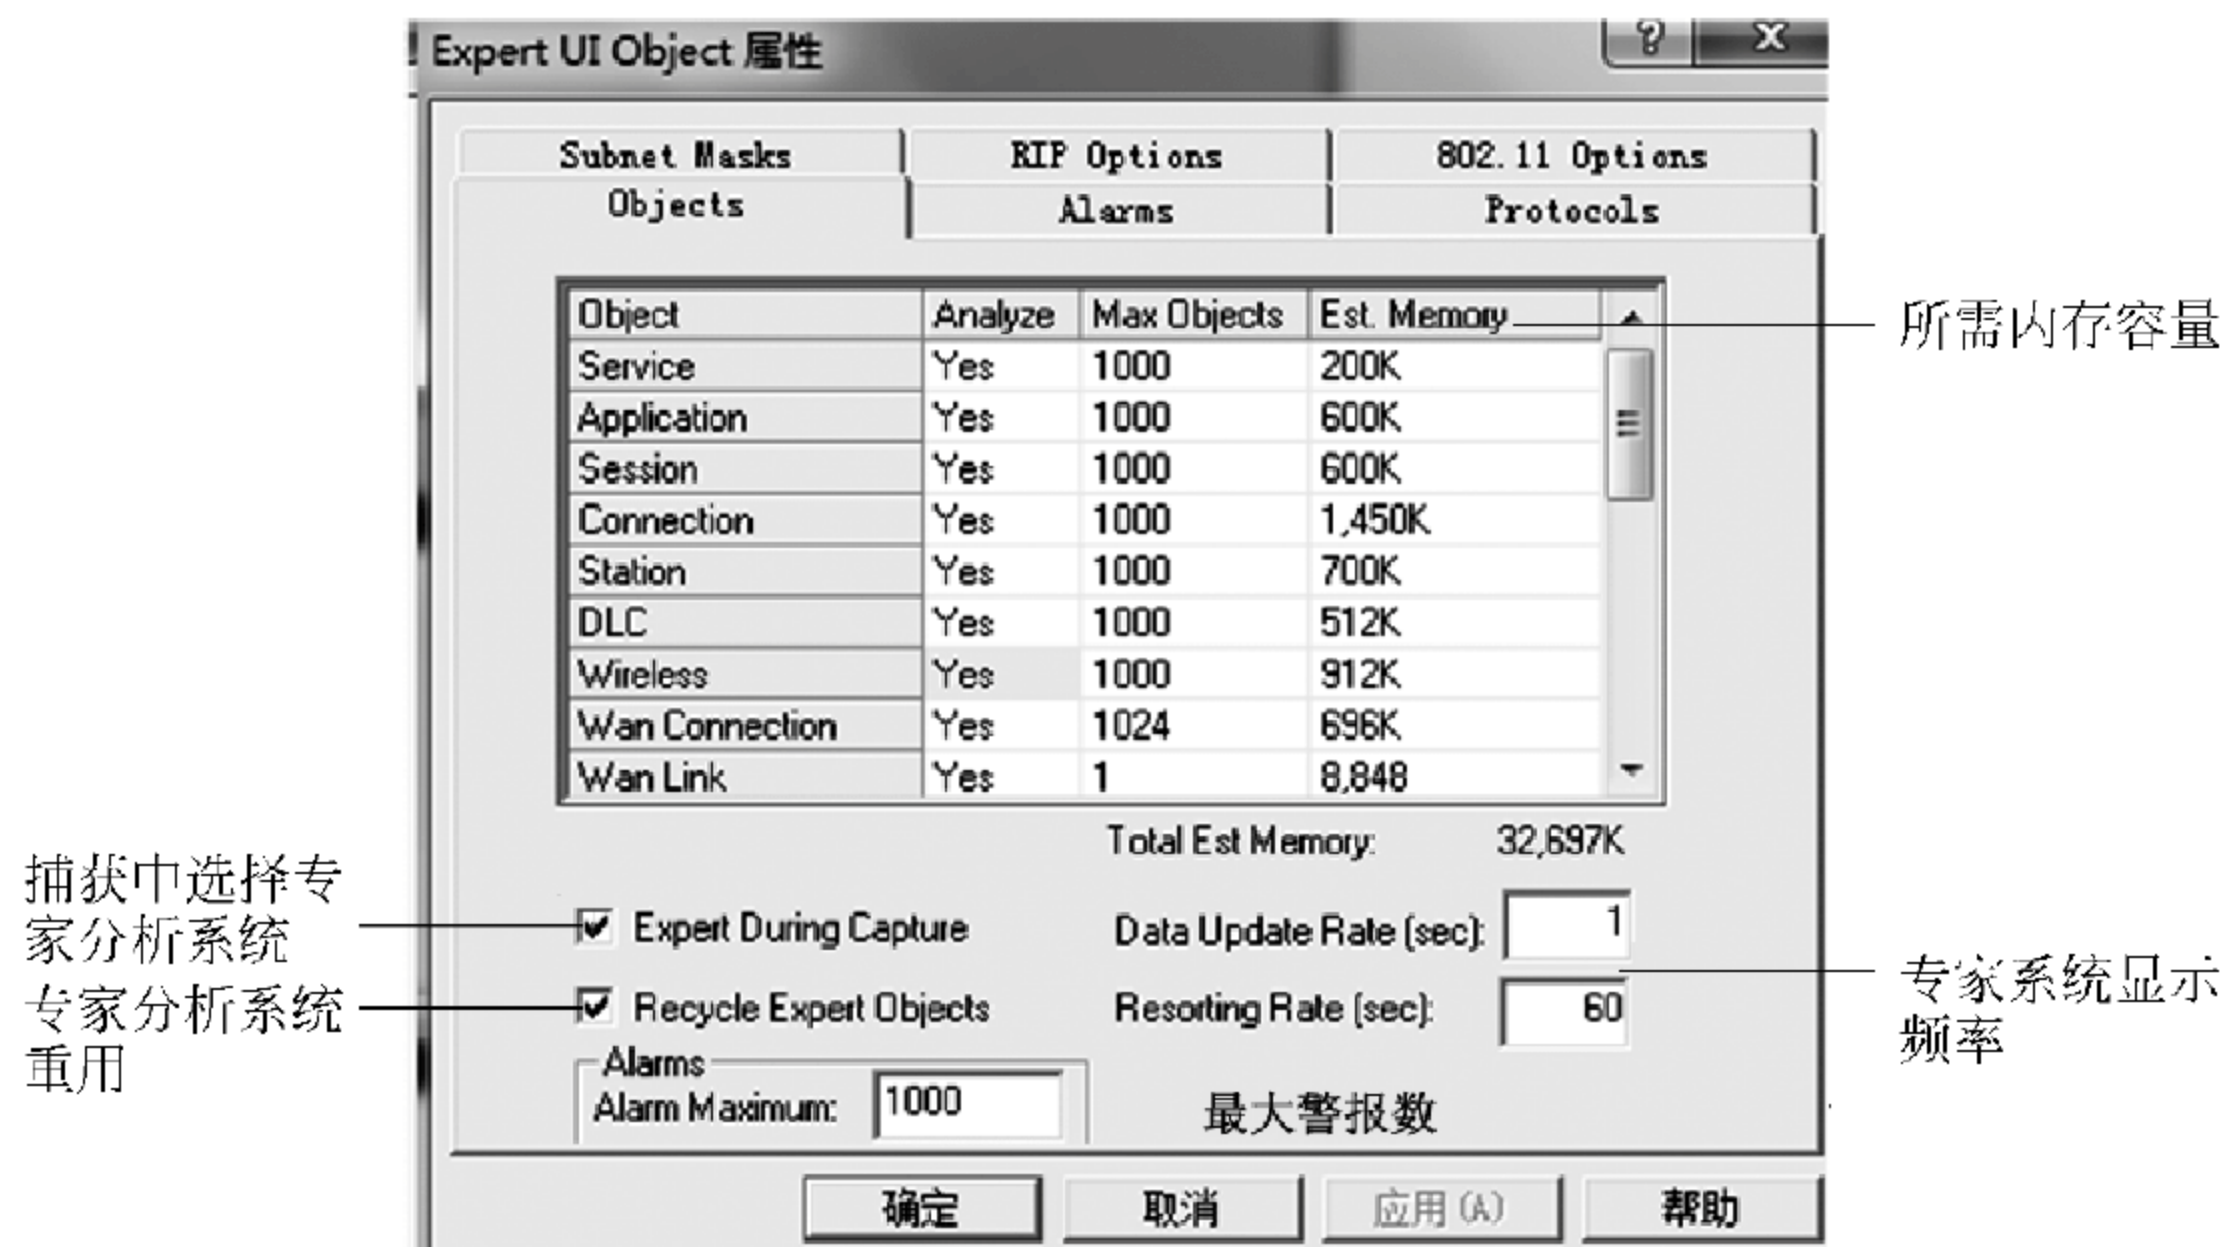 Expert UI Object 属性
Subnet Masks RIP Options 802.11 Options
Objects Alarms Protocols
Object Analyze Max Objects Est. Memory
所需内存容量
Service Yes 1000 200K
Application Yes 1000 600K
Session Yes 1000 600K
Connection Yes 1000 1,450K
Station Yes 1000 700K
DLC Yes 1000 512K
Wireless Yes 1000 912K
Wan Connection Yes 1024 696K
Wan Link Yes 1 8,848
Total Est Memory: 32,697K
捕获中选择专
家分析系统
Expert During Capture Data Update Rate (sec): 1
专家分析系统
重用
Recycle Expert Objects Resorting Rate (sec): 60
专家系统显示
频率
Alarms
Alarm Maximum: 1000 最大警报数
确定 取消 应用(A) 帮助